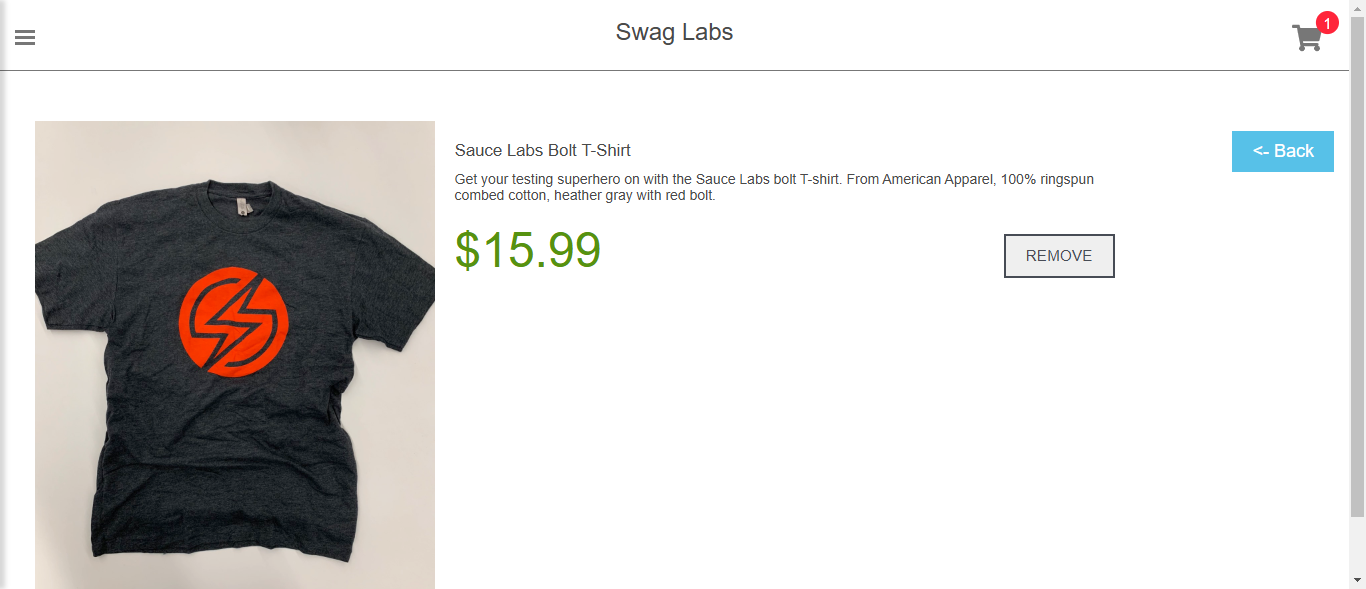 Swag Labs
1
Sauce Labs Bolt T-Shirt
<- Back
Get your testing superhero on with the Sauce Labs bolt T-shirt. From American Apparel, 100% ringspun
combed cotton, heather gray with red bolt.
$15.99
REMOVE